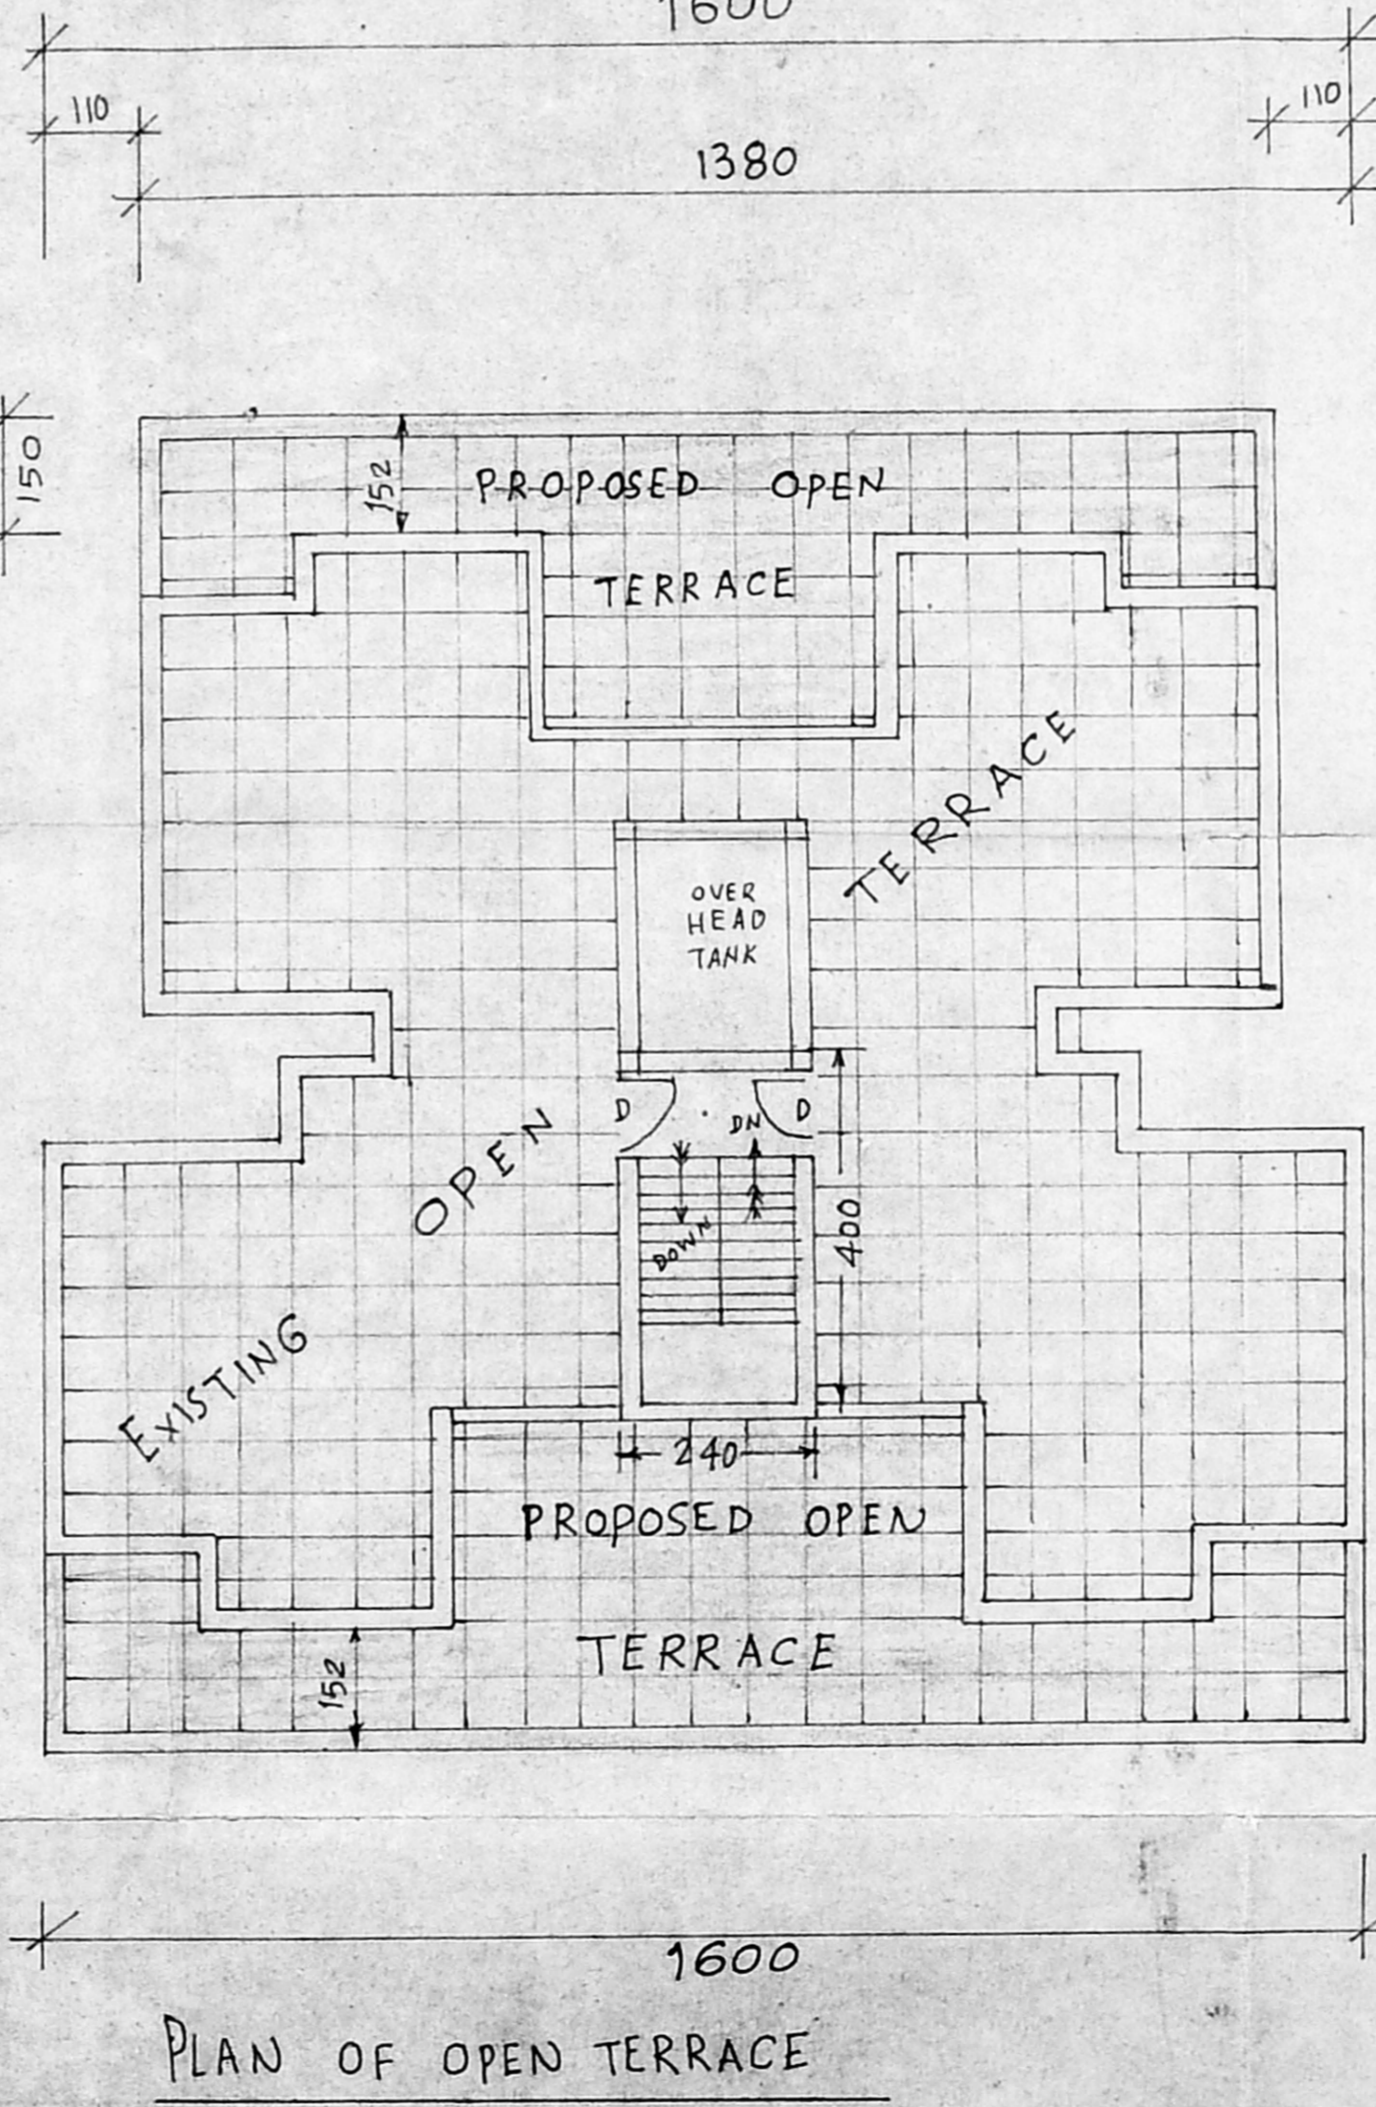 1600
110
110
1380
150
152
PROPOSED OPEN
TERRACE
TERRACE
OVER
HEAD
TANK
D
DN
D
OPEN
DOWN
400
EXISTING
240
PROPOSED OPEN
TERRACE
152
1600
PLAN OF OPEN TERRACE